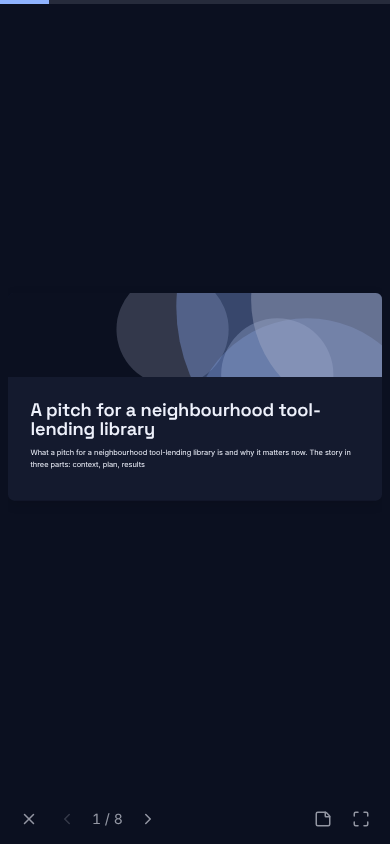 A pitch for a neighbourhood tool-
lending library
What a pitch for a neighbourhood tool-lending library is and why it matters now. The story in
three parts: context, plan, results
1 / 8